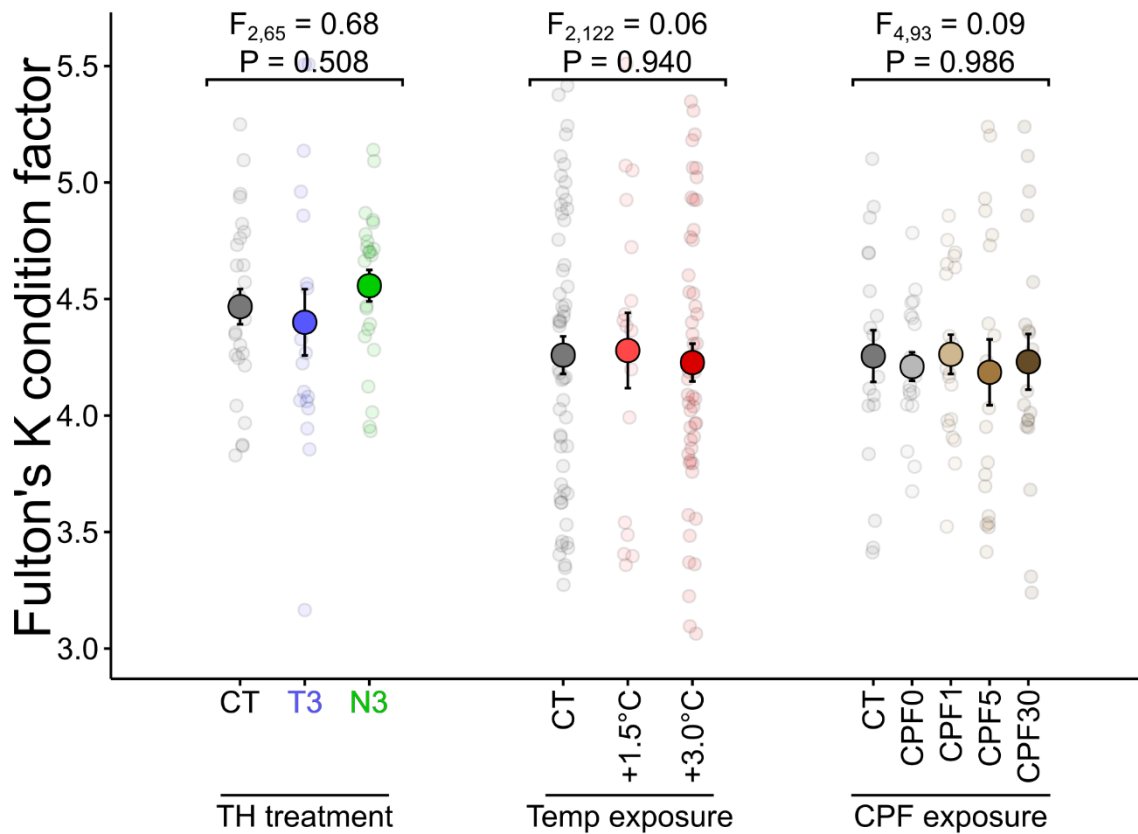 F2,65 = 0.68
P = 0.508
F2,122 = 0.06
P = 0.940
F4,93 = 0.09
P = 0.986
Fulton's K condition factor
5.5
5.0
4.5
4.0
3.5
3.0
CT
T3
N3
CT
+1.5°C
+3.0°C
CT
CPF0
CPF1
CPF5
CPF30
TH treatment
Temp exposure
CPF exposure